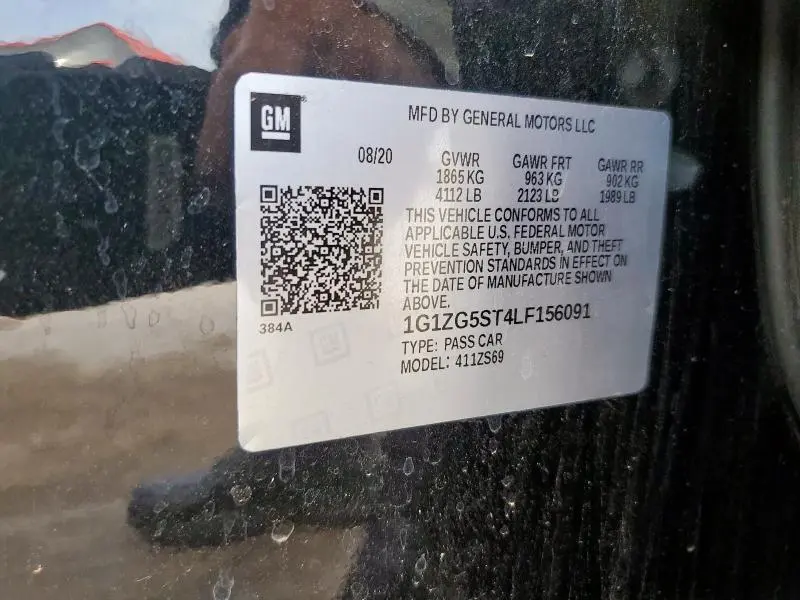 GM
MFD BY GENERAL MOTORS LLC
08/20 GVWR GAWR FRT GAWR RR
1865 KG 963 KG 902 KG
4112 LB 2123 LB 1989 LB
THIS VEHICLE CONFORMS TO ALL
APPLICABLE U.S. FEDERAL MOTOR
VEHICLE SAFETY, BUMPER, AND THEFT
PREVENTION STANDARDS IN EFFECT ON
THE DATE OF MANUFACTURE SHOWN
ABOVE.
384A
1G1ZG5ST4LF156091
TYPE: PASS CAR
MODEL: 411ZS69